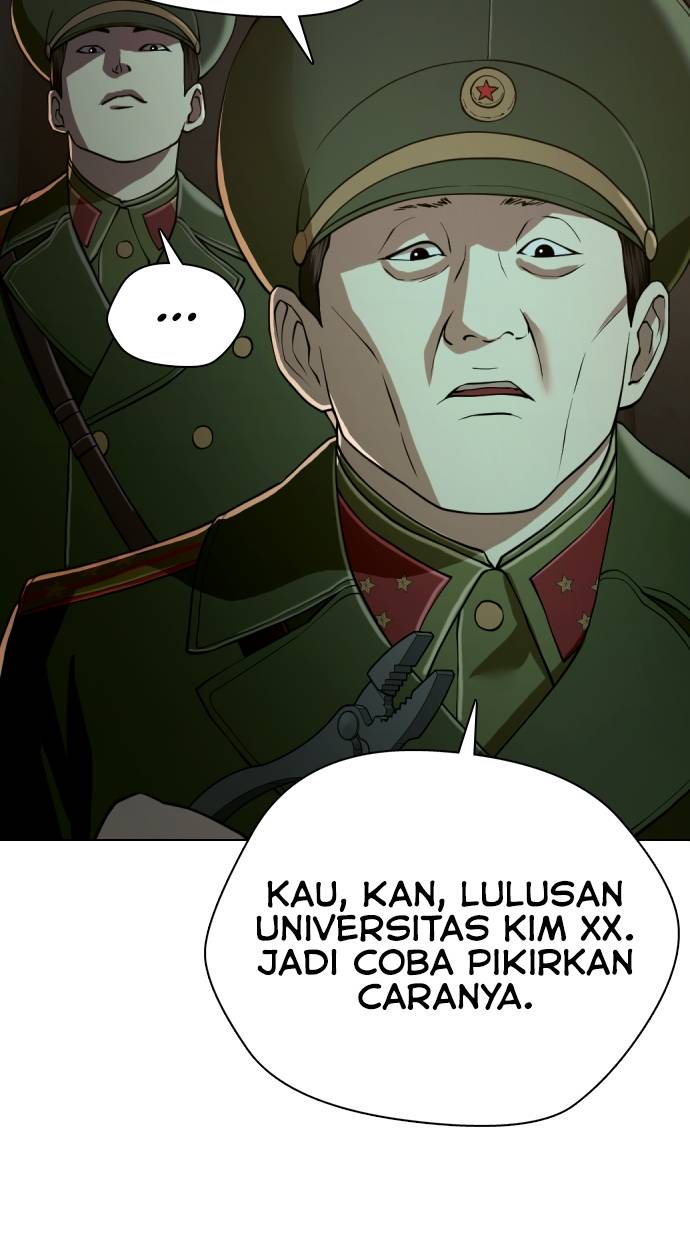 ...
KAU, KAN, LULUSAN
UNIVERSITAS KIM XX.
JADI COBA PIKIRKAN
CARANYA.